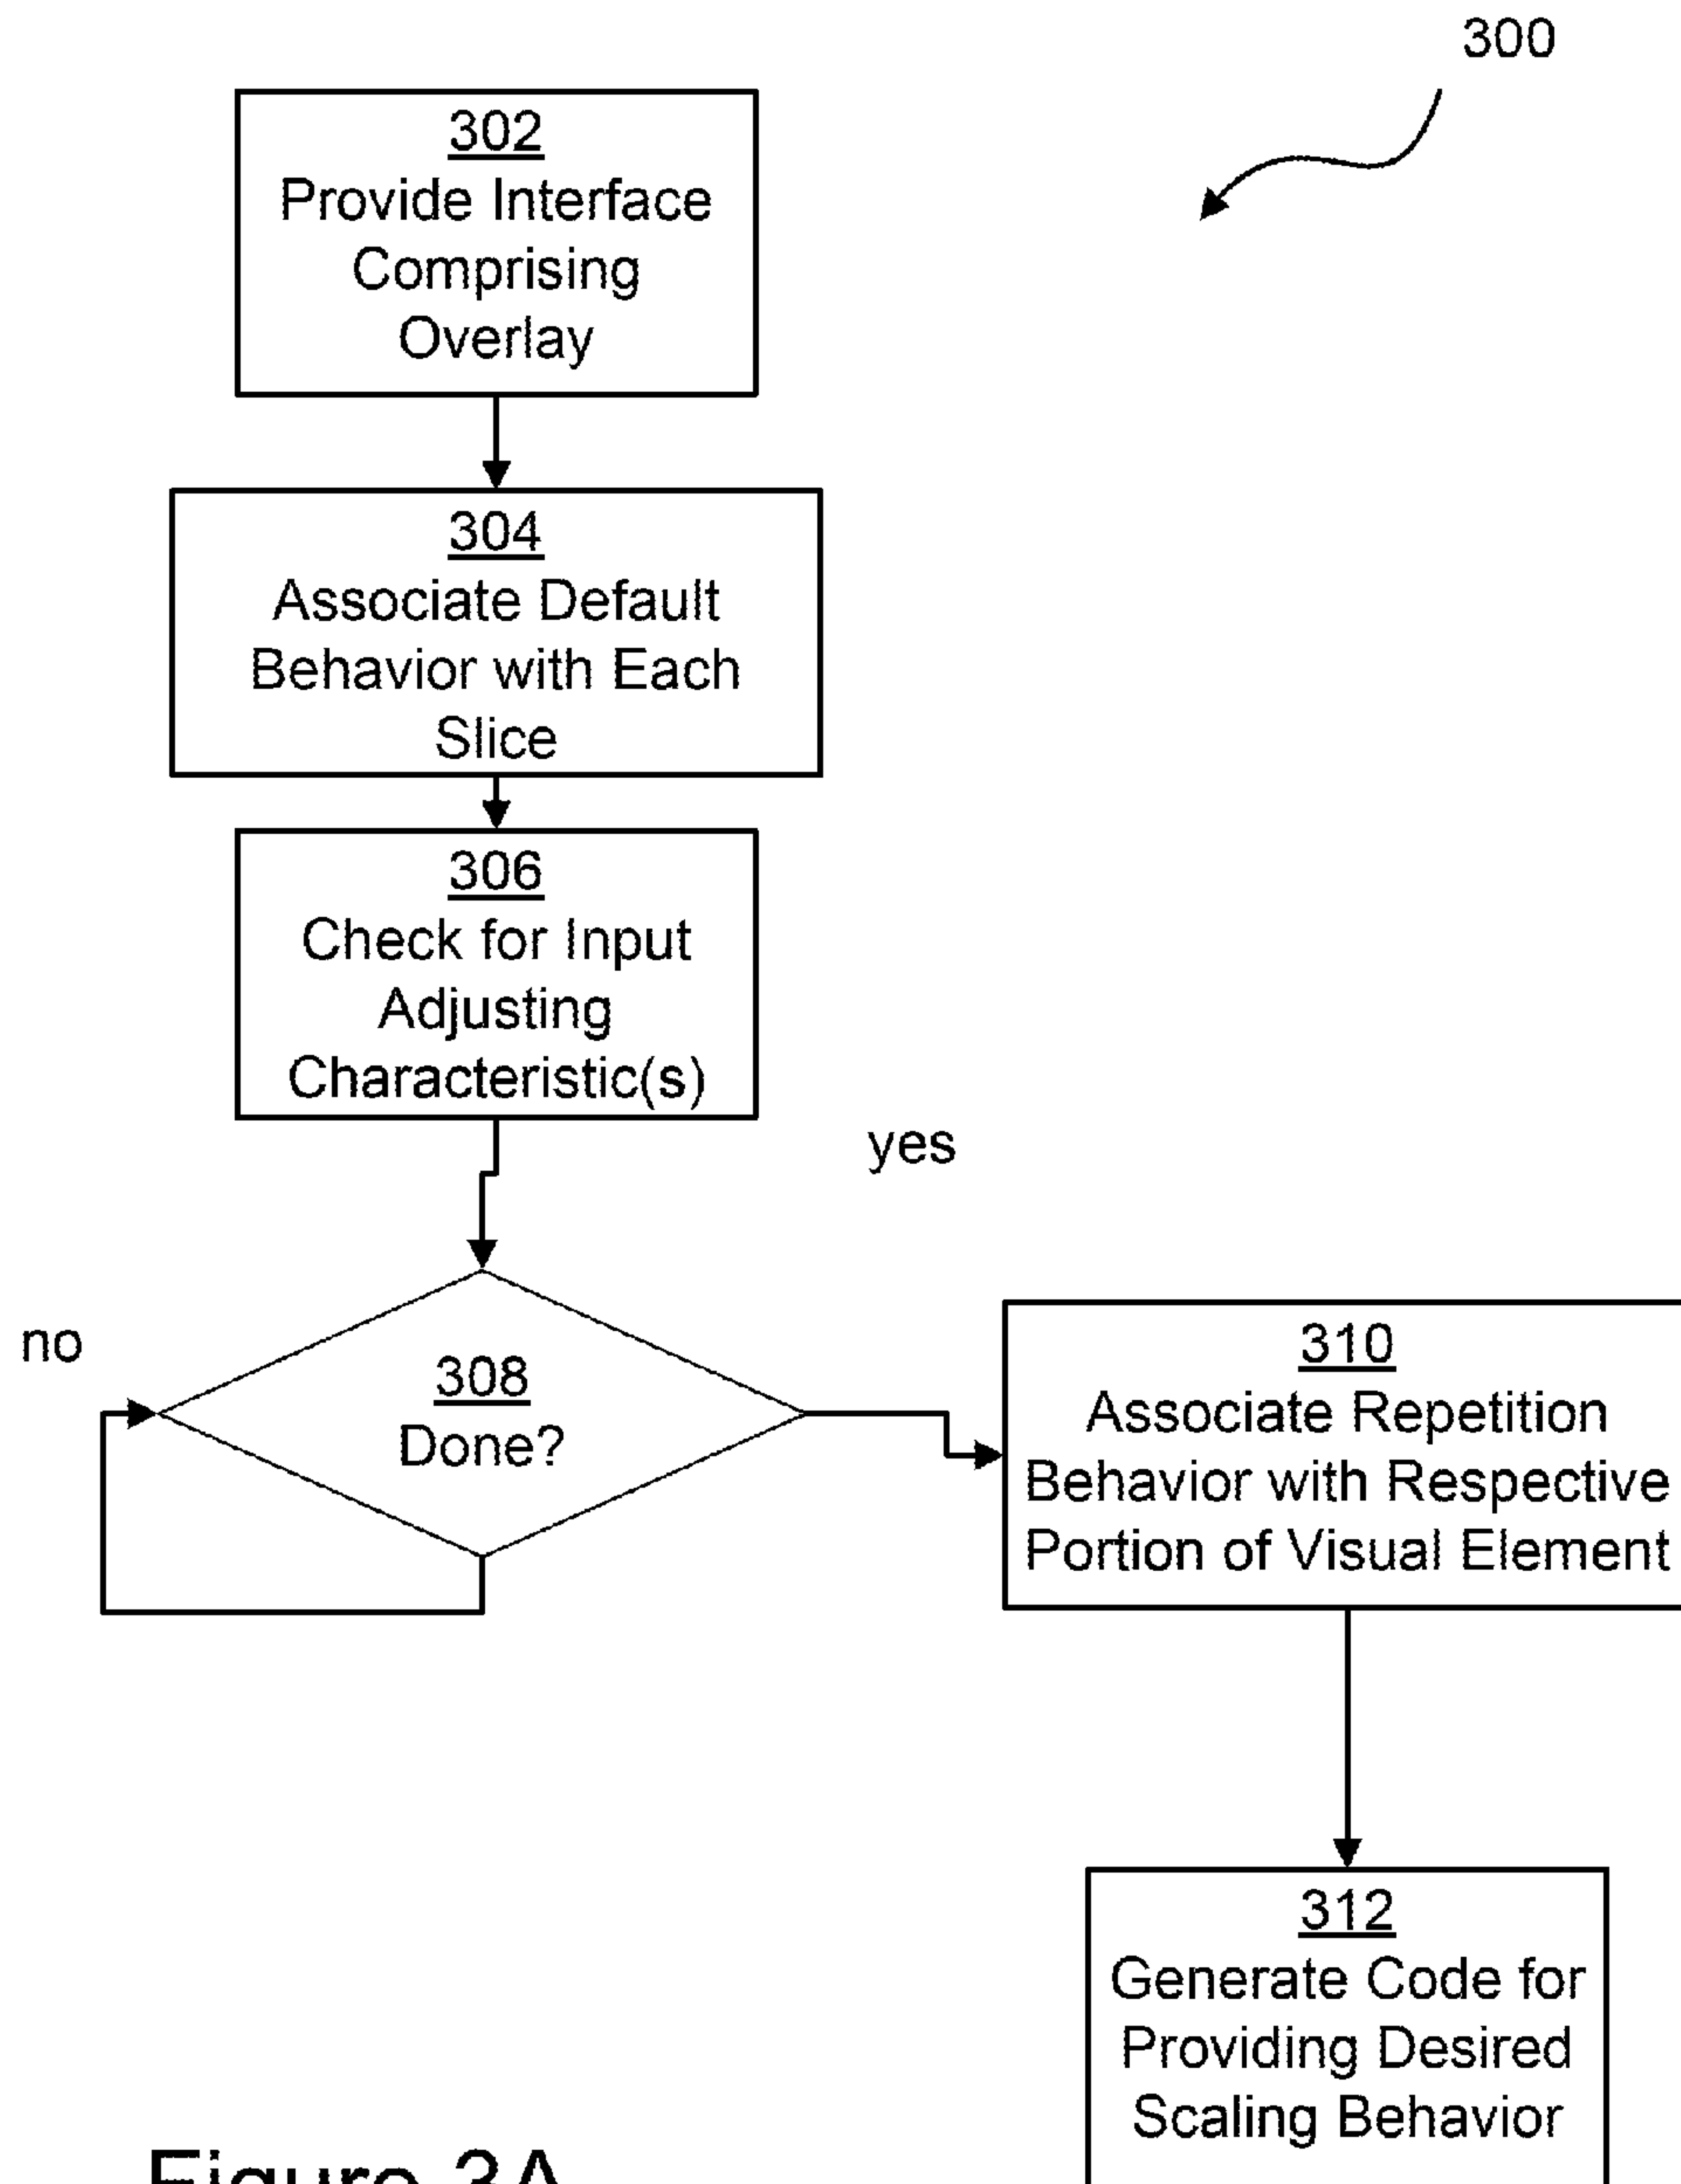 300
302
Provide Interface
Comprising
Overlay
304
Associate Default
Behavior with Each
Slice
306
Check for Input
Adjusting
Characteristic(s)
yes
no
308
Done?
310
Associate Repetition
Behavior with Respective
Portion of Visual Element
312
Generate Code for
Providing Desired
Scaling Behavior
Figure 3A